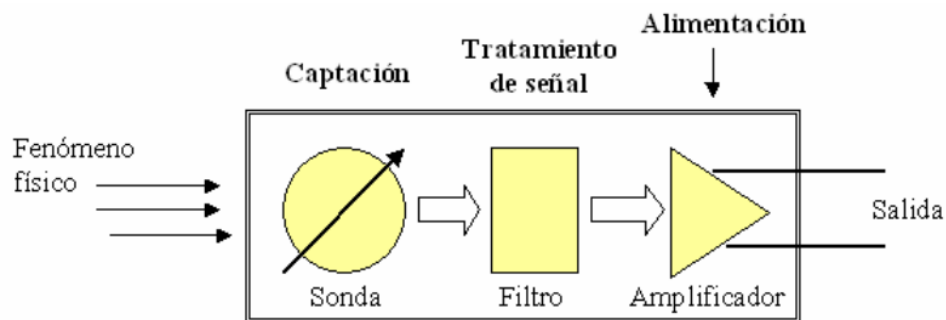 Alimentación
Tratamiento
de señal
Captación
Fenómeno
físico
Salida
Sonda
Filtro
Amplificador